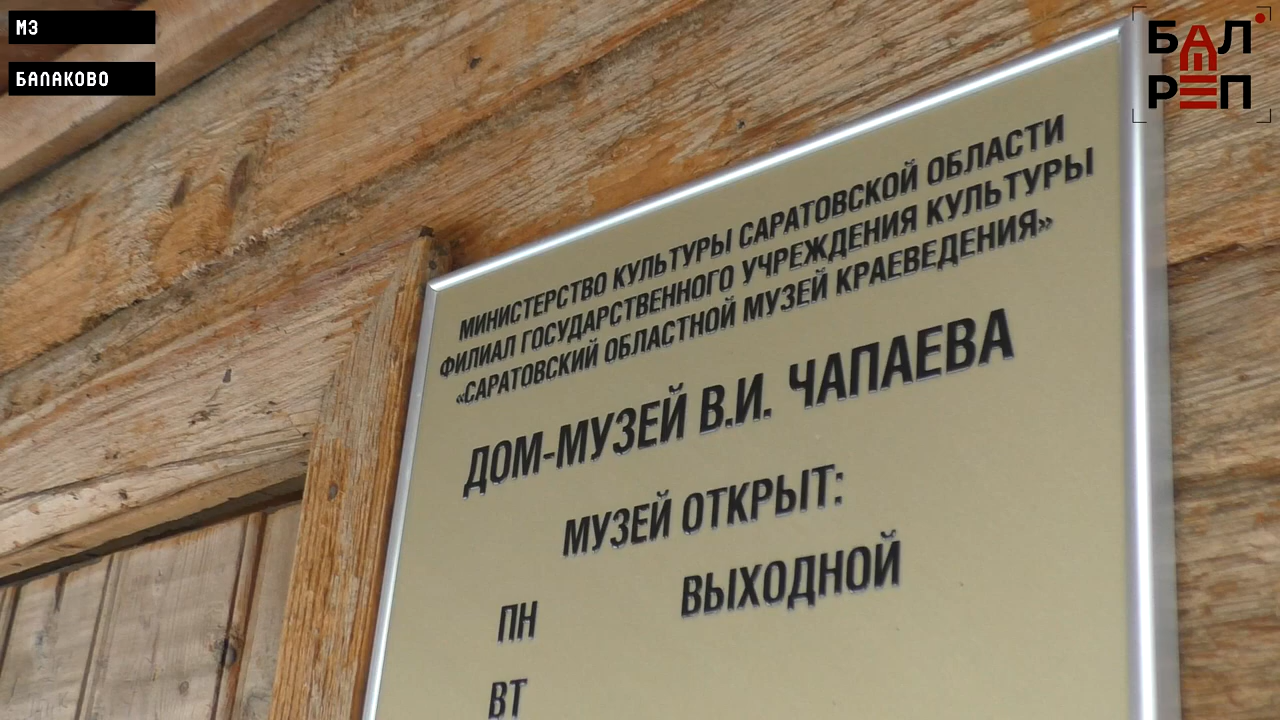 МЭ
БАЛАКОВО
БАЛ
РЕП
МИНИСТЕРСТВО КУЛЬТУРЫ САРАТОВСКОЙ ОБЛАСТИ
ФИЛИАЛ ГОСУДАРСТВЕННОГО УЧРЕЖДЕНИЯ КУЛЬТУРЫ
«САРАТОВСКИЙ ОБЛАСТНОЙ МУЗЕЙ КРАЕВЕДЕНИЯ»
ДОМ-МУЗЕЙ В.И. ЧАПАЕВА
МУЗЕЙ ОТКРЫТ:
ПН ВЫХОДНОЙ
ВТ